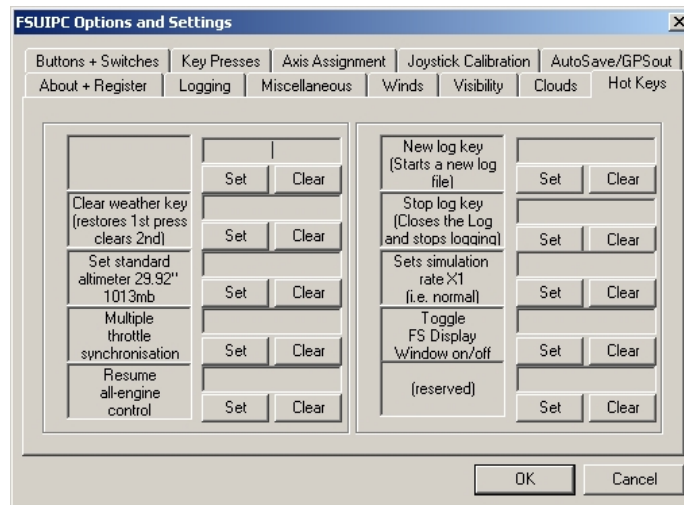 FSUIPC Options and Settings
Buttons + Switches
Key Presses
Axis Assignment
Joystick Calibration
AutoSave/GPSout
About + Register
Logging
Miscellaneous
Winds
Visibility
Clouds
Hot Keys
Set
Clear
Clear weather key
(restores 1st press
clears 2nd)
Set
Clear
Set standard
altimeter 29.92"
1013mb
Set
Clear
Multiple
throttle
synchronisation
Set
Clear
Resume
all-engine
control
Set
Clear
New log key
(Starts a new log
file)
Set
Clear
Stop log key
(Closes the Log
and stops logging)
Set
Clear
Sets simulation
rate X1
(i.e. normal)
Set
Clear
Toggle
FS Display
Window on/off
Set
Clear
(reserved)
Set
Clear
OK
Cancel